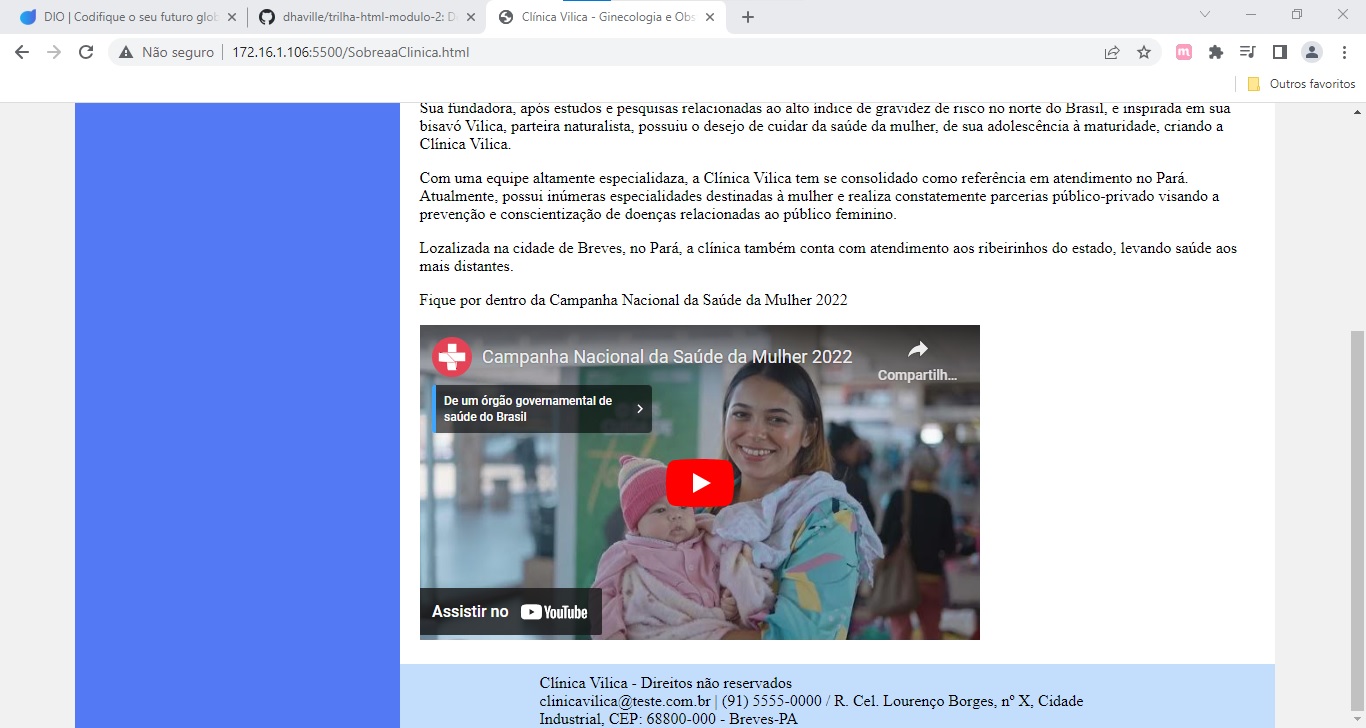 DIO | Codifique o seu futuro glob
dhaville/trilha-html-modulo-2: D
Clínica Vilica - Ginecologia e Obs
Não seguro
172.16.1.106:5500/SobreaaClinica.html
Outros favoritos
Sua fundadora, após estudos e pesquisas relacionadas ao alto índice de gravidez de risco no norte do Brasil, e inspirada em sua
bisavó Vilica, parteira naturalista, possuiu o desejo de cuidar da saúde da mulher, de sua adolescência à maturidade, criando a
Clínica Vilica.
Com uma equipe altamente especialidaza, a Clínica Vilica tem se consolidado como referência em atendimento no Pará.
Atualmente, possui inúmeras especialidades destinadas à mulher e realiza constatemente parcerias público-privado visando a
prevenção e conscientização de doenças relacionadas ao público feminino.
Lozalizada na cidade de Breves, no Pará, a clínica também conta com atendimento aos ribeirinhos do estado, levando saúde aos
mais distantes.
Fique por dentro da Campanha Nacional da Saúde da Mulher 2022
Campanha Nacional da Saúde da Mulher 2022
Compartilh...
De um órgão governamental de
saúde do Brasil
Assistir no YouTube
Clínica Vilica - Direitos não reservados
clinicavilica@teste.com.br | (91) 5555-0000 / R. Cel. Lourenço Borges, nº X, Cidade
Industrial, CEP: 68800-000 - Breves-PA